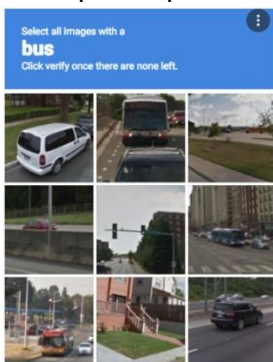 Select all images with a
bus
Click verify once there are none left.